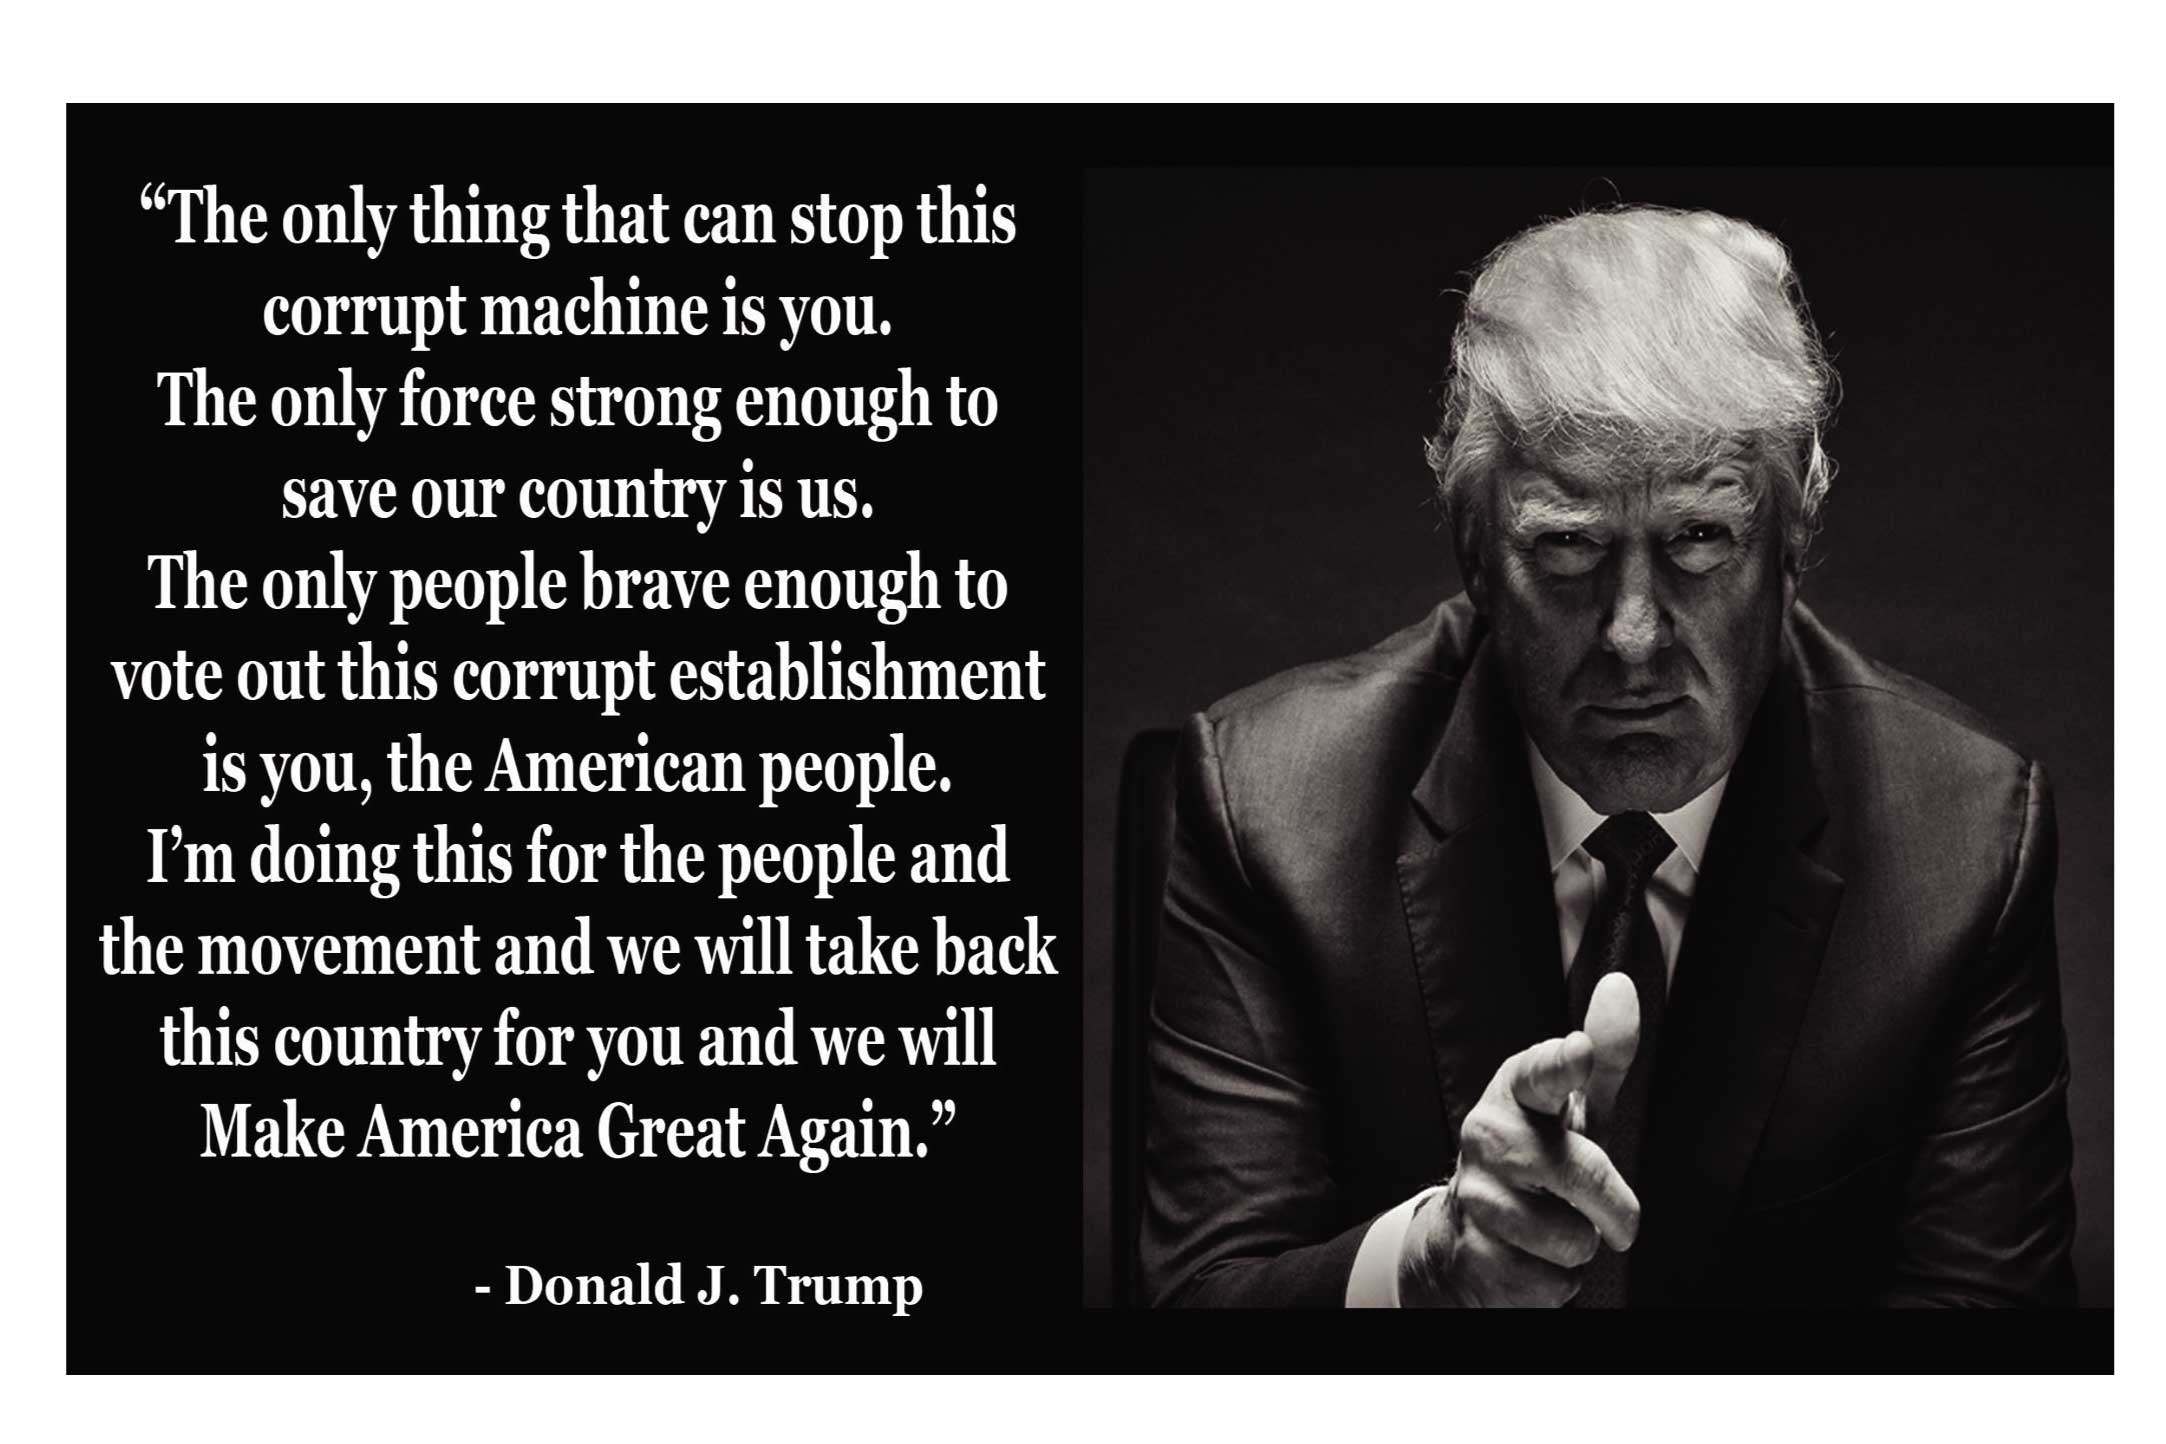 “The only thing that can stop this
corrupt machine is you.
The only force strong enough to
save our country is us.
The only people brave enough to
vote out this corrupt establishment
is you, the American people.
I’m doing this for the people and
the movement and we will take back
this country for you and we will
Make America Great Again.”
- Donald J. Trump